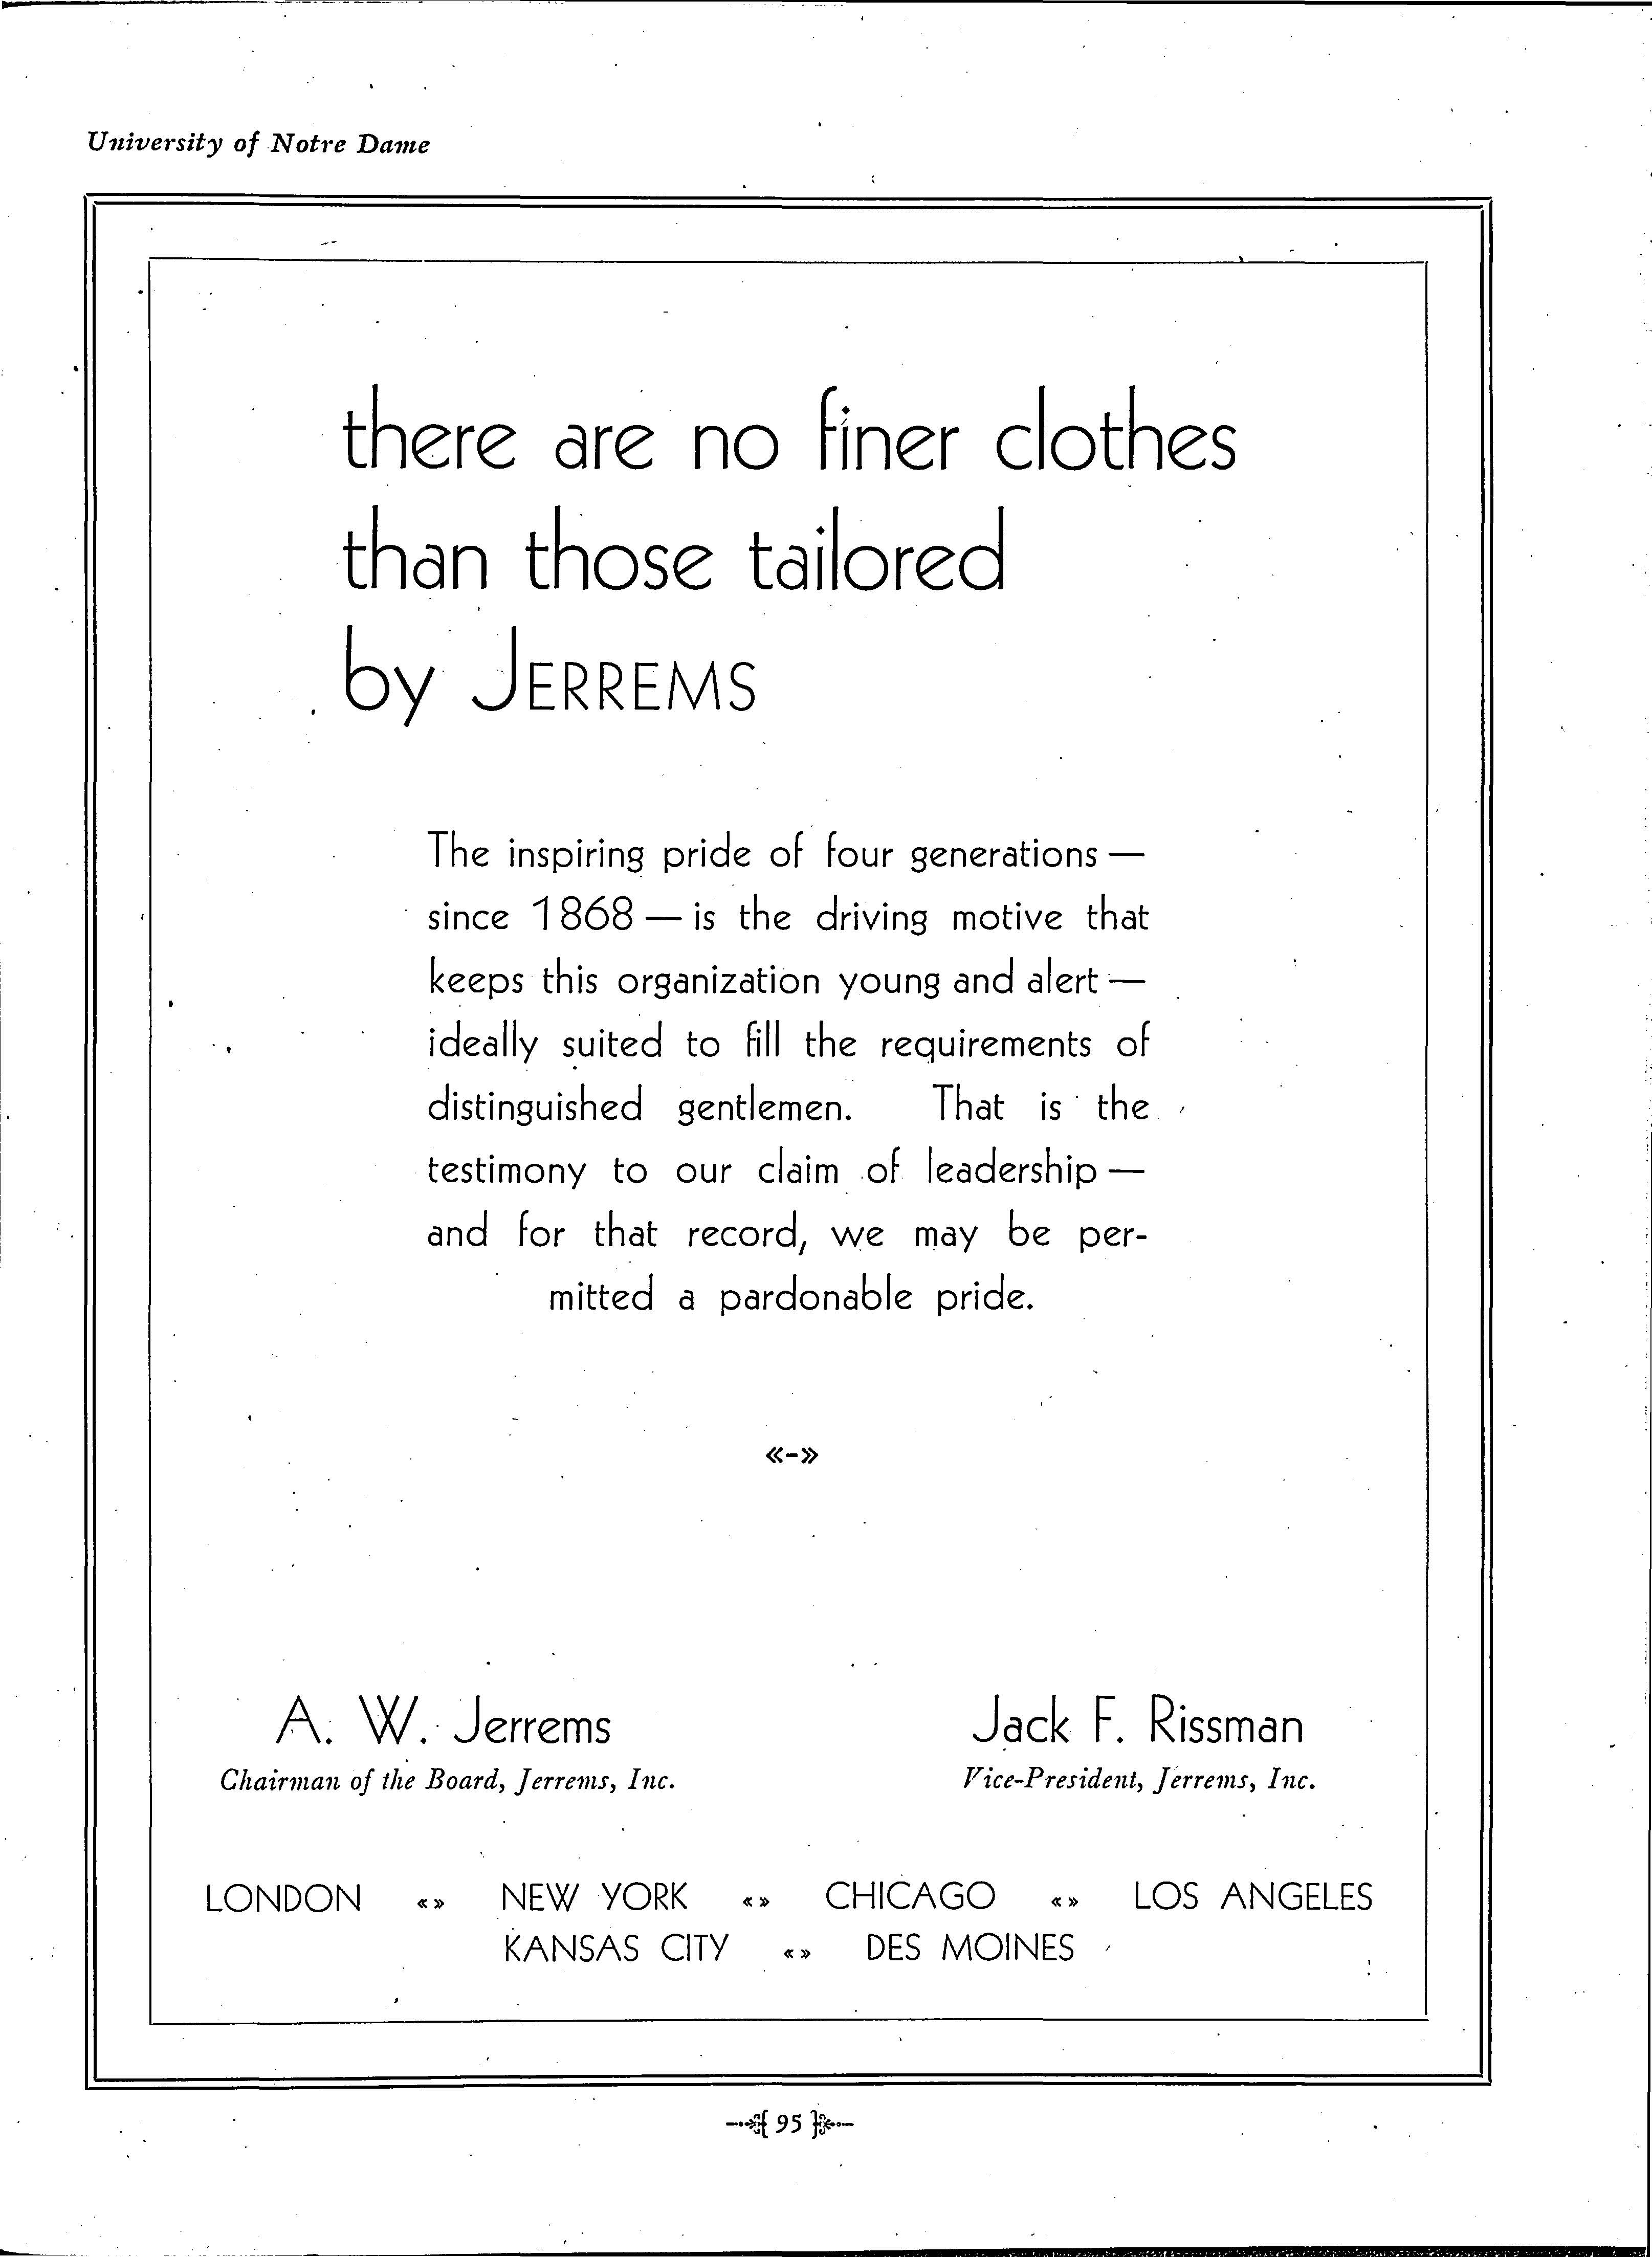 University of Notre Dame
there are no finer clothes
than those tailored
by JERREMS
The inspiring pride of four generations —
since 1868 — is the driving motive that
keeps this organization young and alert —
ideally suited to fill the requirements of
distinguished gentlemen. That is the
testimony to our claim of leadership —
and for that record, we may be per-
mitted a pardonable pride.
«-»
A. W. Jerrems
Jack F. Rissman
Chairman of the Board, Jerrems, Inc.
Vice-President, Jerrems, Inc.
LONDON «» NEW YORK «» CHICAGO «» LOS ANGELES
KANSAS CITY «» DES MOINES
95